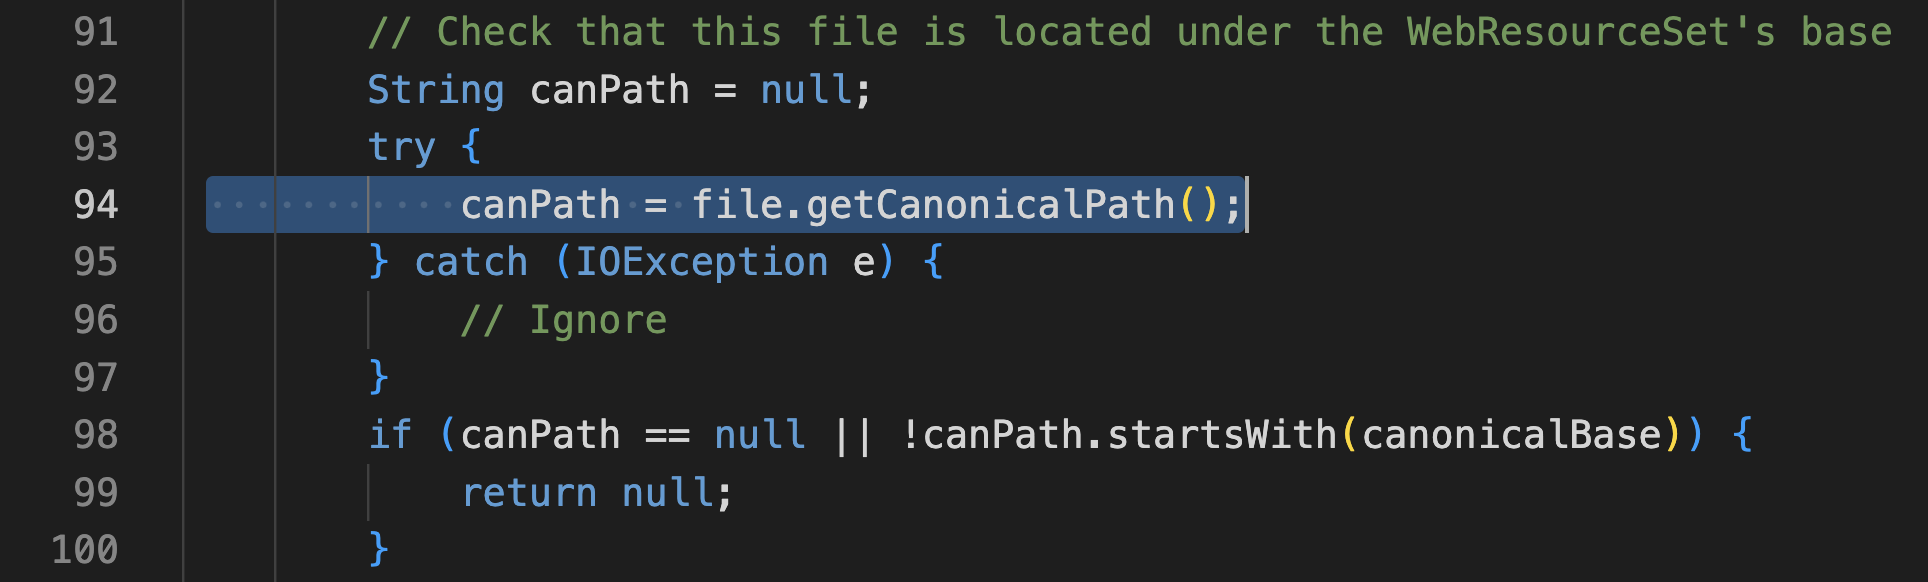 91 // Check that this file is located under the WebResourceSet's base
92 String canPath = null;
93 try {
94 canPath = file.getCanonicalPath();
95 } catch (IOException e) {
96 // Ignore
97 }
98 if (canPath == null || !canPath.startsWith(canonicalBase)) {
99 return null;
100 }